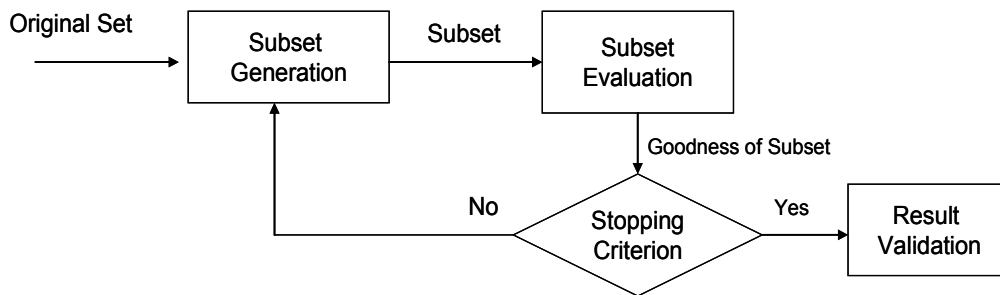 Original Set
Subset
Generation
Subset
Subset
Evaluation
Goodness of Subset
No
Stopping
Criterion
Yes
Result
Validation